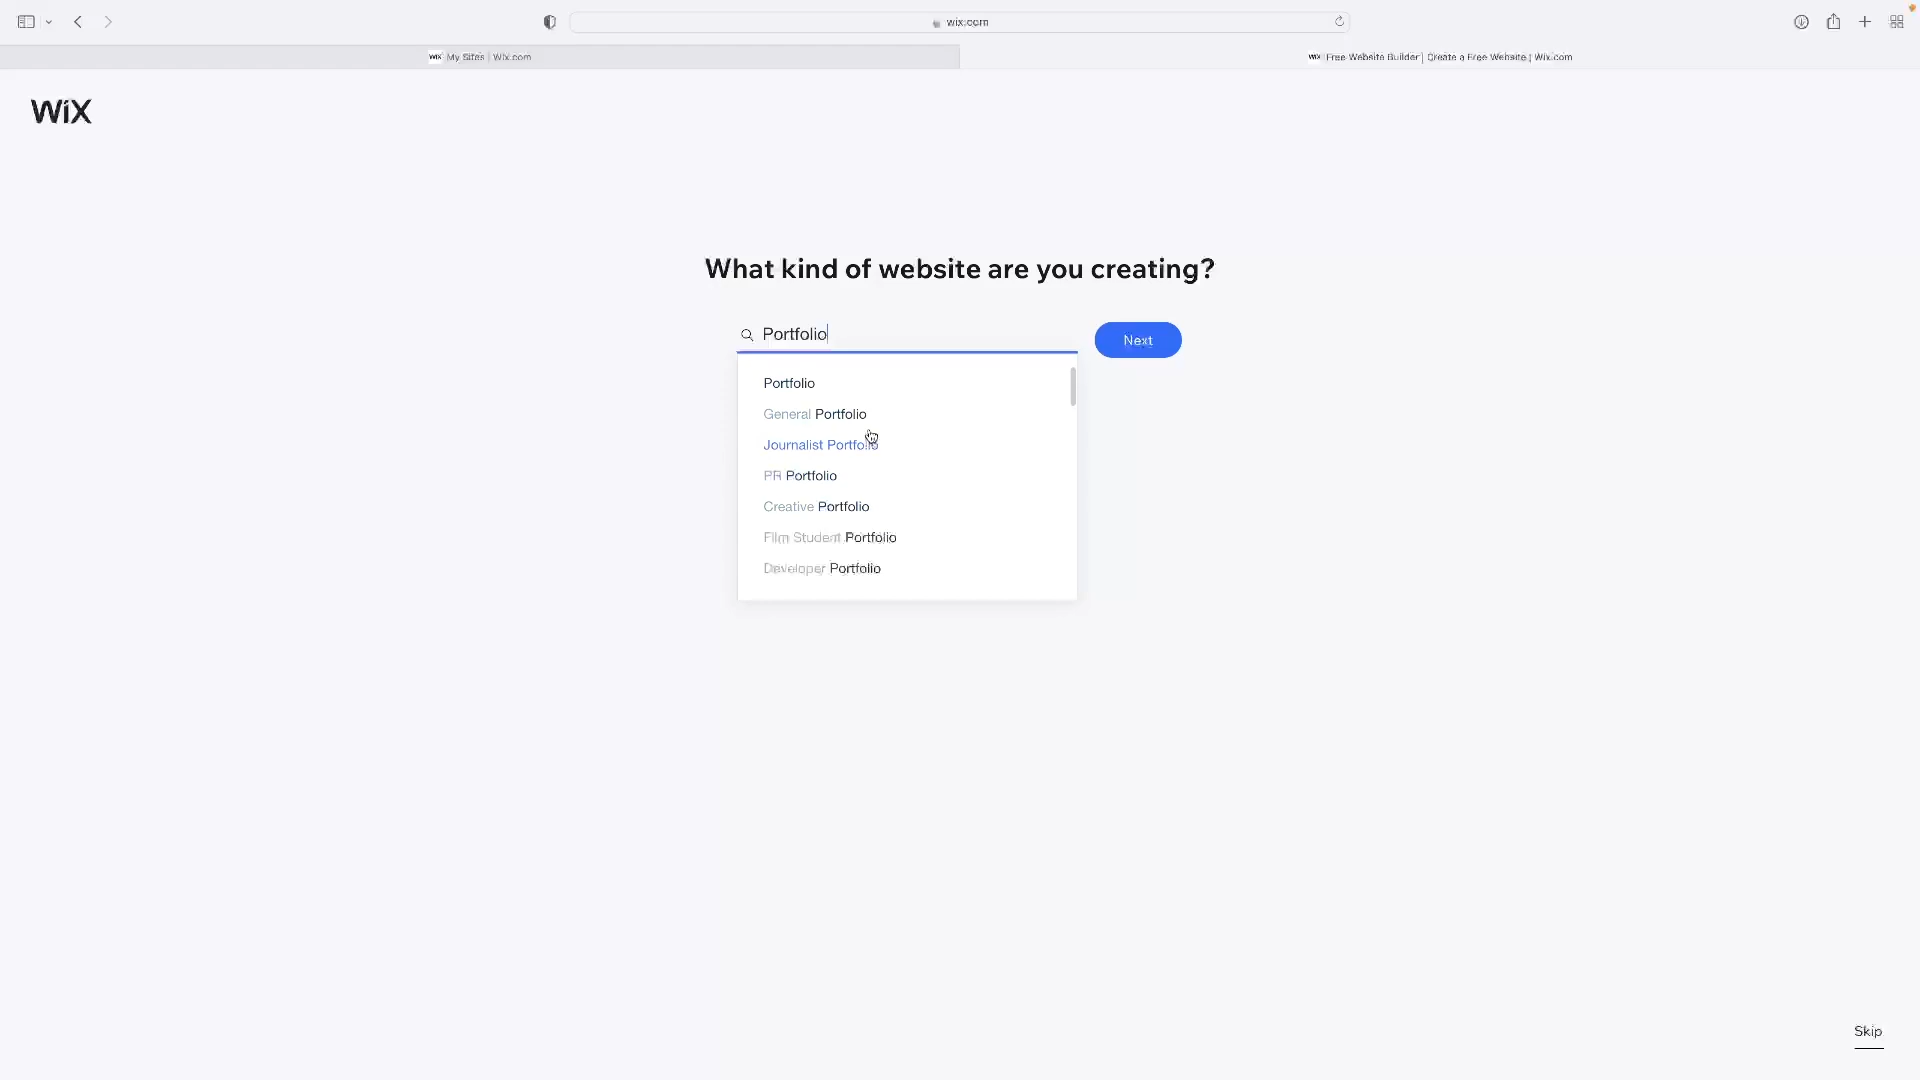 wix.com
WIX My Sites | Wix.com
WIX Free Website Builder | Create a Free Website | Wix.com
WiX
What kind of website are you creating?
Portfolio
Next
Portfolio
General Portfolio
Journalist Portfolio
PR Portfolio
Creative Portfolio
Film Student Portfolio
Developer Portfolio
Skip